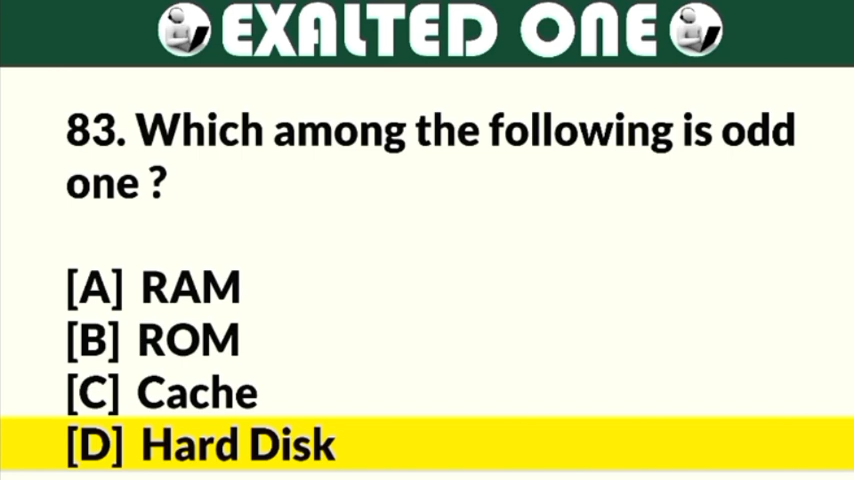 EXALTED ONE
83. Which among the following is odd
one ?
[A] RAM
[B] ROM
[C] Cache
[D] Hard Disk